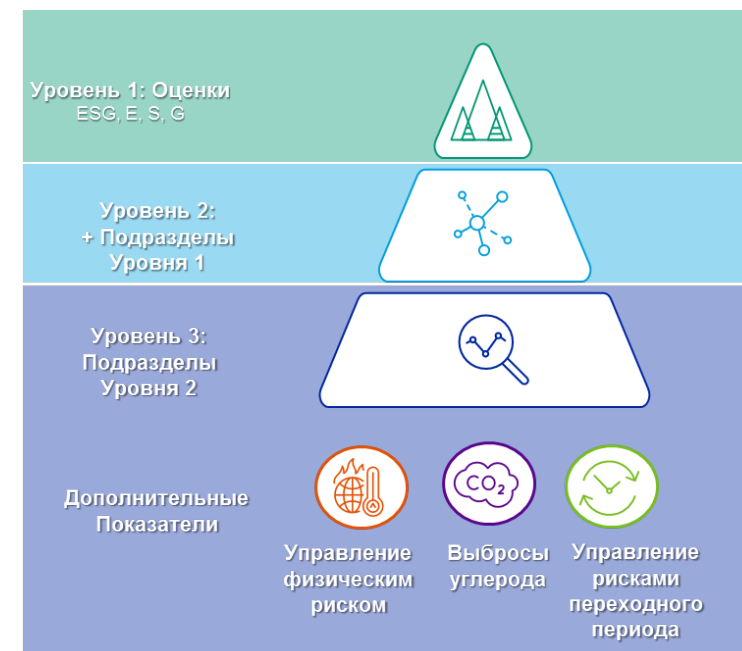 Уровень 1: Оценки
ESG, E, S, G
Уровень 2:
+ Подразделы
Уровня 1
Уровень 3:
Подразделы
Уровня 2
Дополнительные
Показатели
CO2
Управление
физическим
риском
Выбросы
углерода
Управление
рисками
переходного
периода